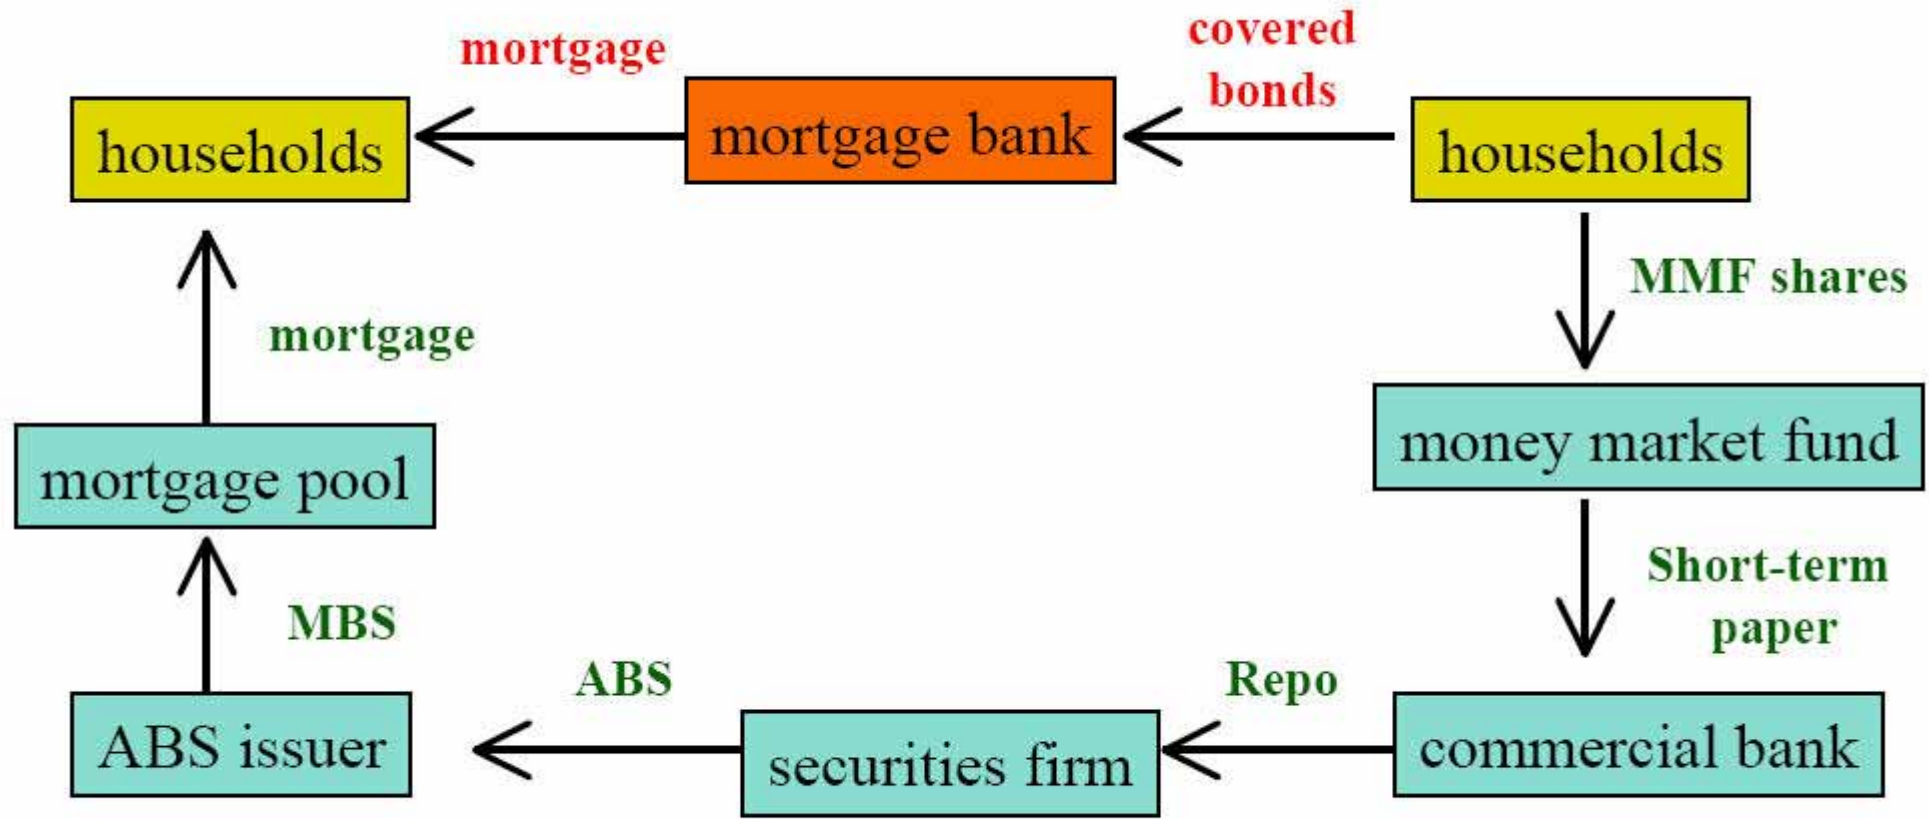 mortgage
covered
bonds
households
mortgage bank
households
MMF shares
mortgage
money market fund
mortgage pool
Short-term
paper
MBS
ABS
Repo
ABS issuer
securities firm
commercial bank